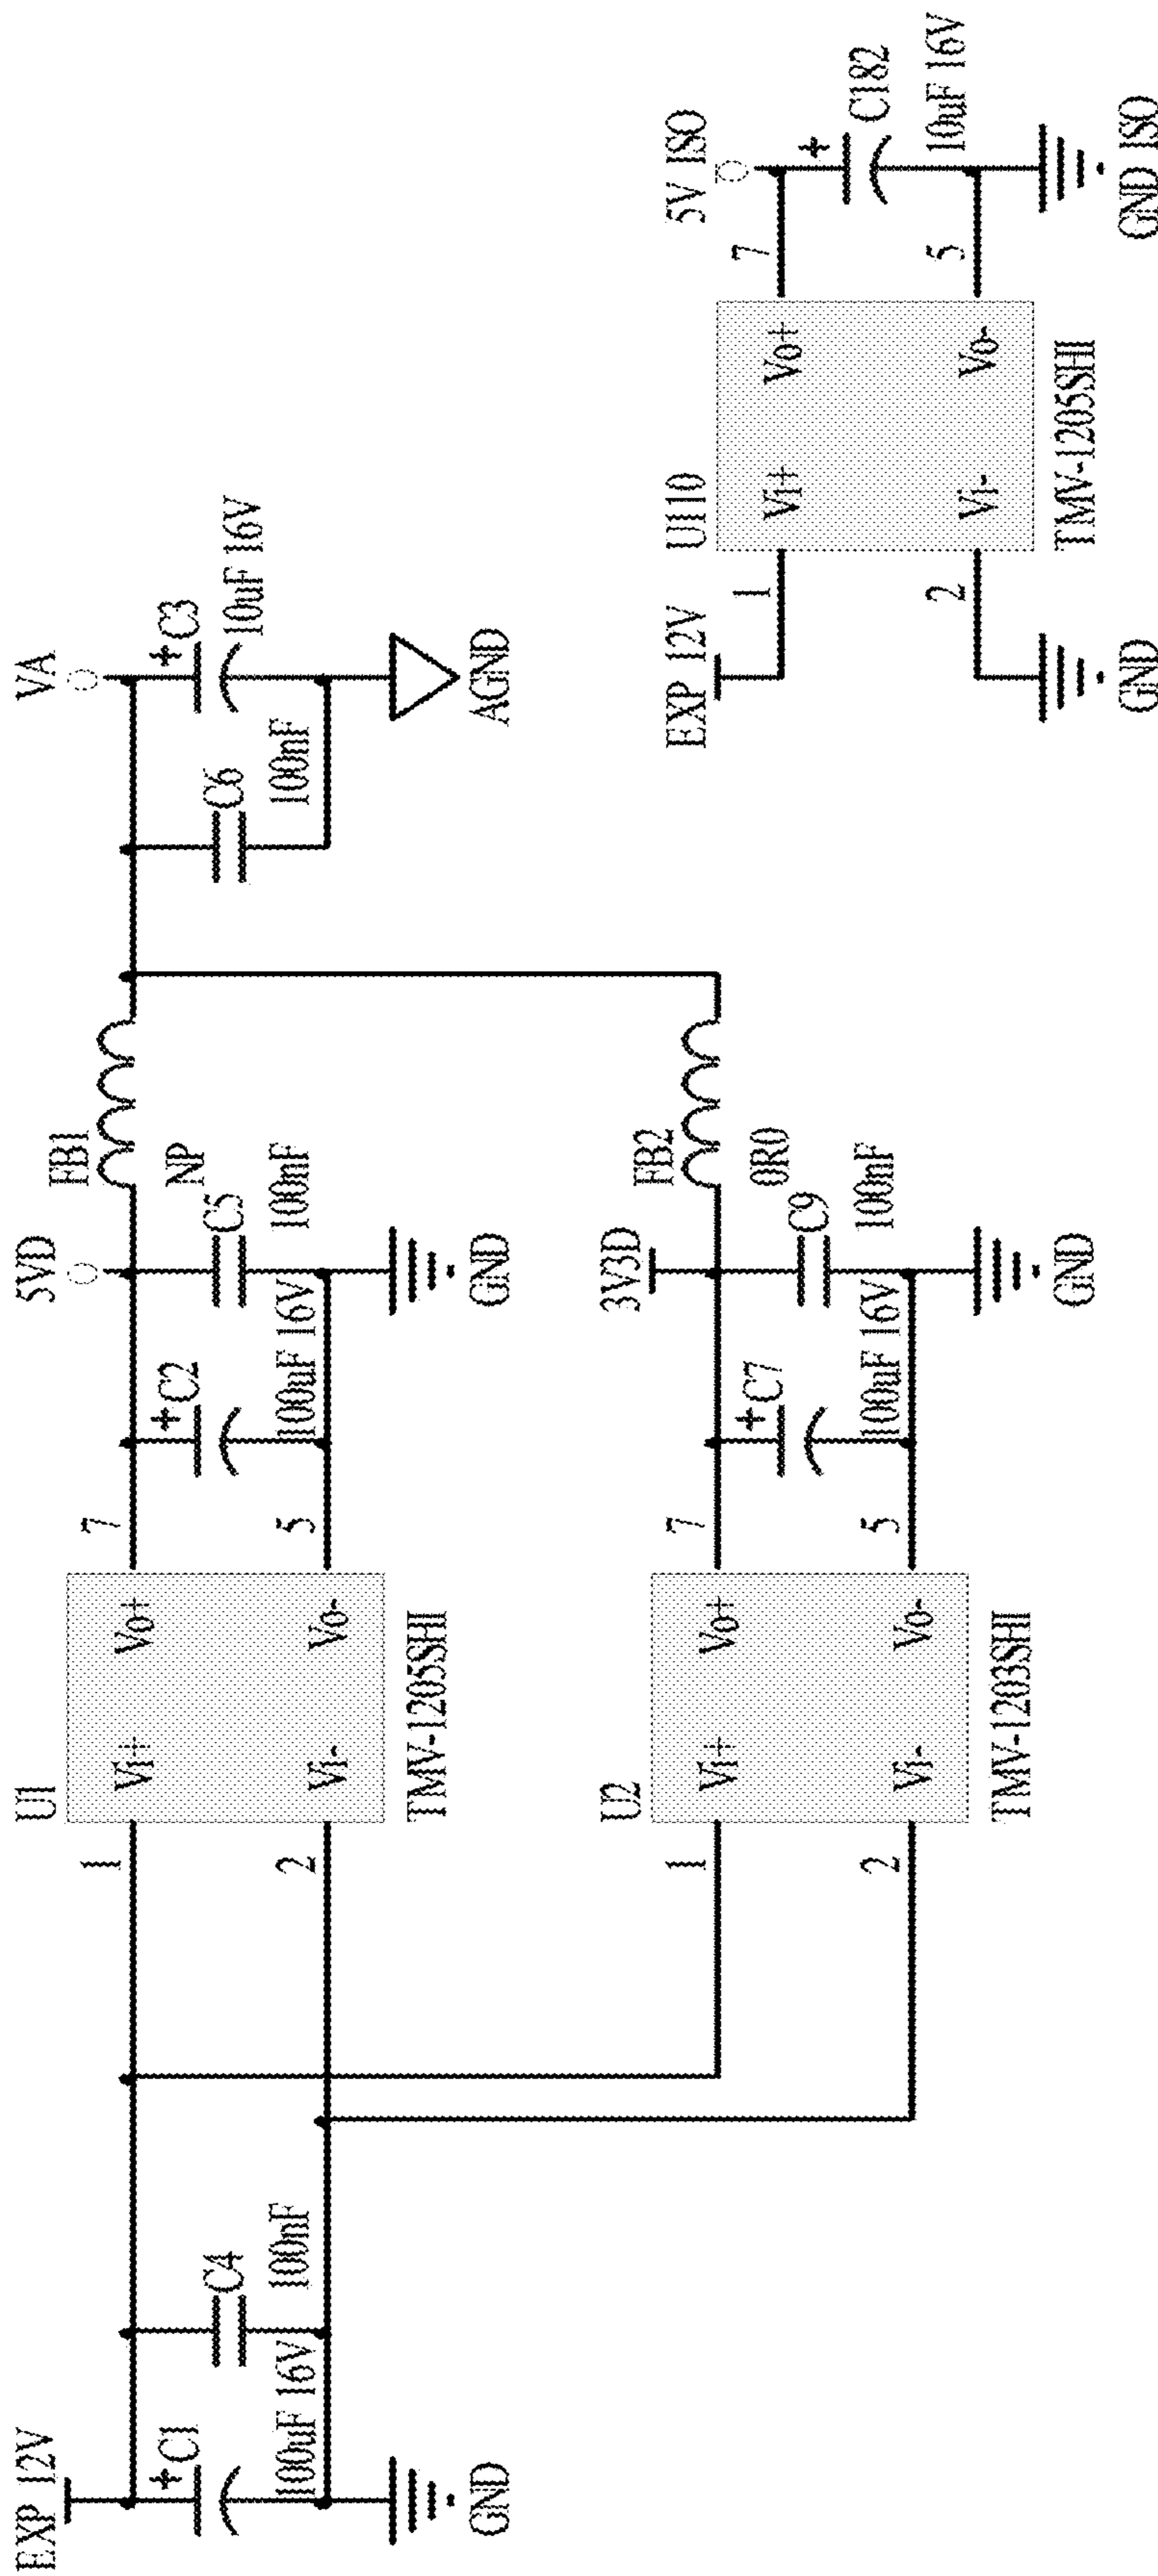 EXP 12V
+ C1
100uF 16V
GND
C4
100nF
U1
1
2
Vi+
Vi-
Vo+
Vo-
7
5
TMV-1205SHI
+ C2
100uF 16V
5VD
C5
100nF
GND
FB1
NP
VA
C6
100nF
+ C3
10uF 16V
AGND
U2
1
2
Vi+
Vi-
Vo+
Vo-
7
5
TMV-1203SHI
+ C7
100uF 16V
3V3D
C9
100nF
GND
FB2
0R0
EXP 12V
GND
U110
1
2
Vi+
Vi-
Vo+
Vo-
7
5
TMV-1205SHI
5V ISO
+
C182
10uF 16V
GND ISO